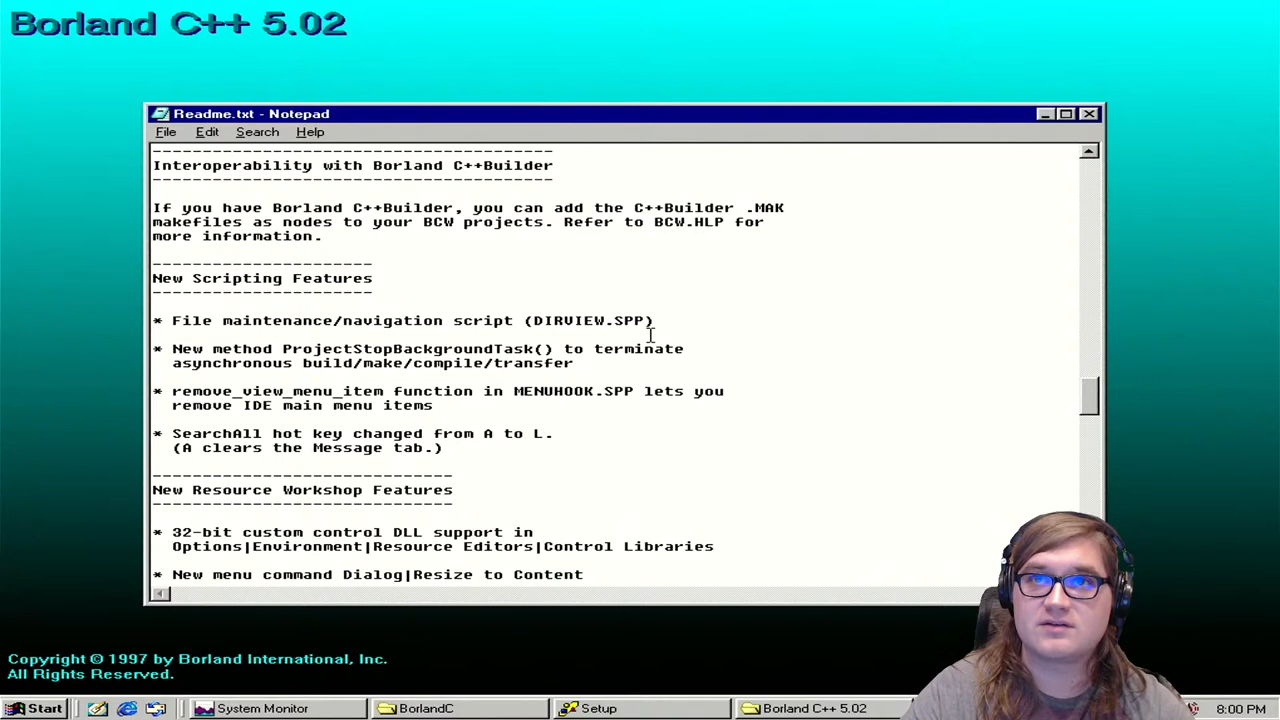 Borland C++ 5.02
Readme.txt - Notepad
File Edit Search Help
---------------------------------------
Interoperability with Borland C++Builder
----------------------------------------
If you have Borland C++Builder, you can add the C++Builder .MAK
makefiles as nodes to your BCW projects. Refer to BCW.HLP for
more information.
----------------------
New Scripting Features
----------------------
* File maintenance/navigation script (DIRVIEW.SPP)
* New method ProjectStopBackgroundTask() to terminate
asynchronous build/make/compile/transfer
* remove_view_menu_item function in MENUHOOK.SPP lets you
remove IDE main menu items
* SearchAll hot key changed from A to L.
(A clears the Message tab.)
------------------------------
New Resource Workshop Features
------------------------------
* 32-bit custom control DLL support in
Options|Environment|Resource Editors|Control Libraries
* New menu command Dialog|Resize to Content
Copyright © 1997 by Borland International, Inc.
All Rights Reserved.
Start System Monitor BorlandC Setup Borland C++ 5.02 8:00 PM